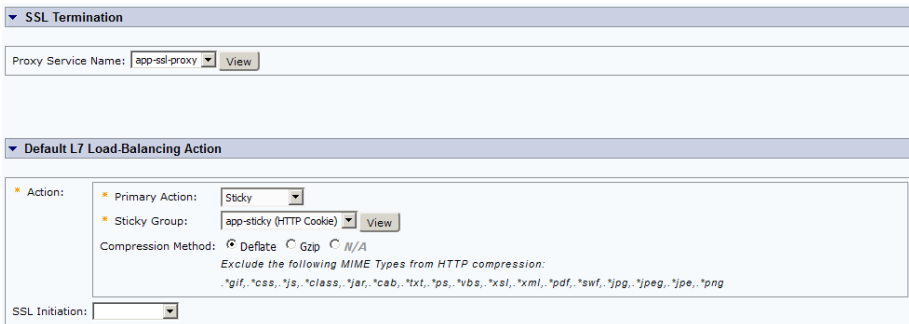 SSL Termination
Proxy Service Name: app-ssl-proxy View
Default L7 Load-Balancing Action
* Action:
* Primary Action: Sticky
* Sticky Group: app-sticky (HTTP Cookie) View
Compression Method: Deflate Gzip N/A
Exclude the following MIME Types from HTTP compression:
.*gif,.*css,.*js,.*class,.*jar,.*cab,.*txt,.*ps,.*vbs,.*xsl,.*xml,.*pdf,.*swf,.*jpg,.*jpeg,.*jpe,.*png
SSL Initiation: